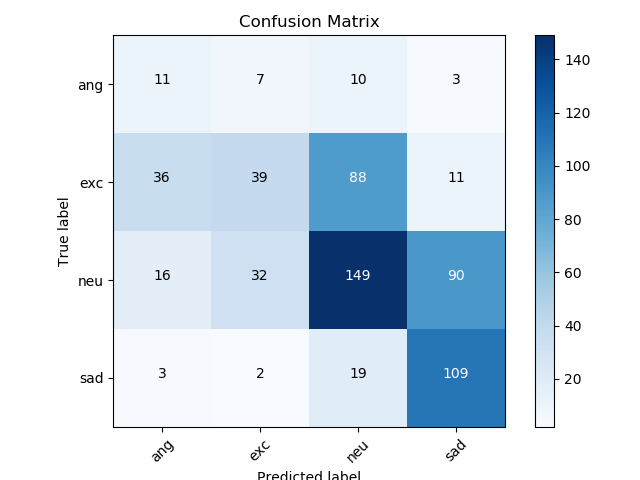 Confusion Matrix
True label
ang 11 7 10 3
exc 36 39 88 11
neu 16 32 149 90
sad 3 2 19 109
ang exc neu sad
Predicted label
140
120
100
80
60
40
20